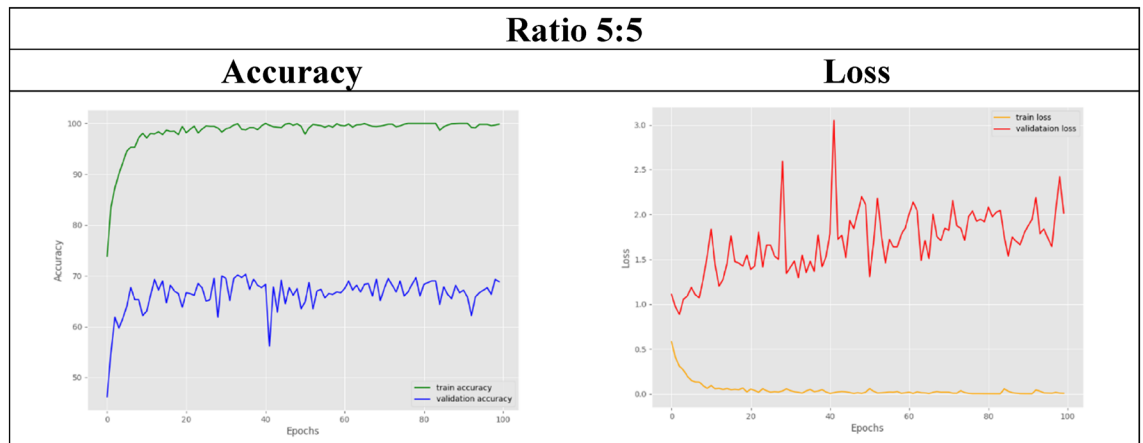 Ratio 5:5
Accuracy
Loss
100
90
80
70
60
50
Accuracy
train accuracy
validation accuracy
0 20 40 60 80 100
Epochs
3.0
2.5
2.0
1.5
1.0
0.5
0.0
Loss
train loss
validataion loss
0 20 40 60 80 100
Epochs